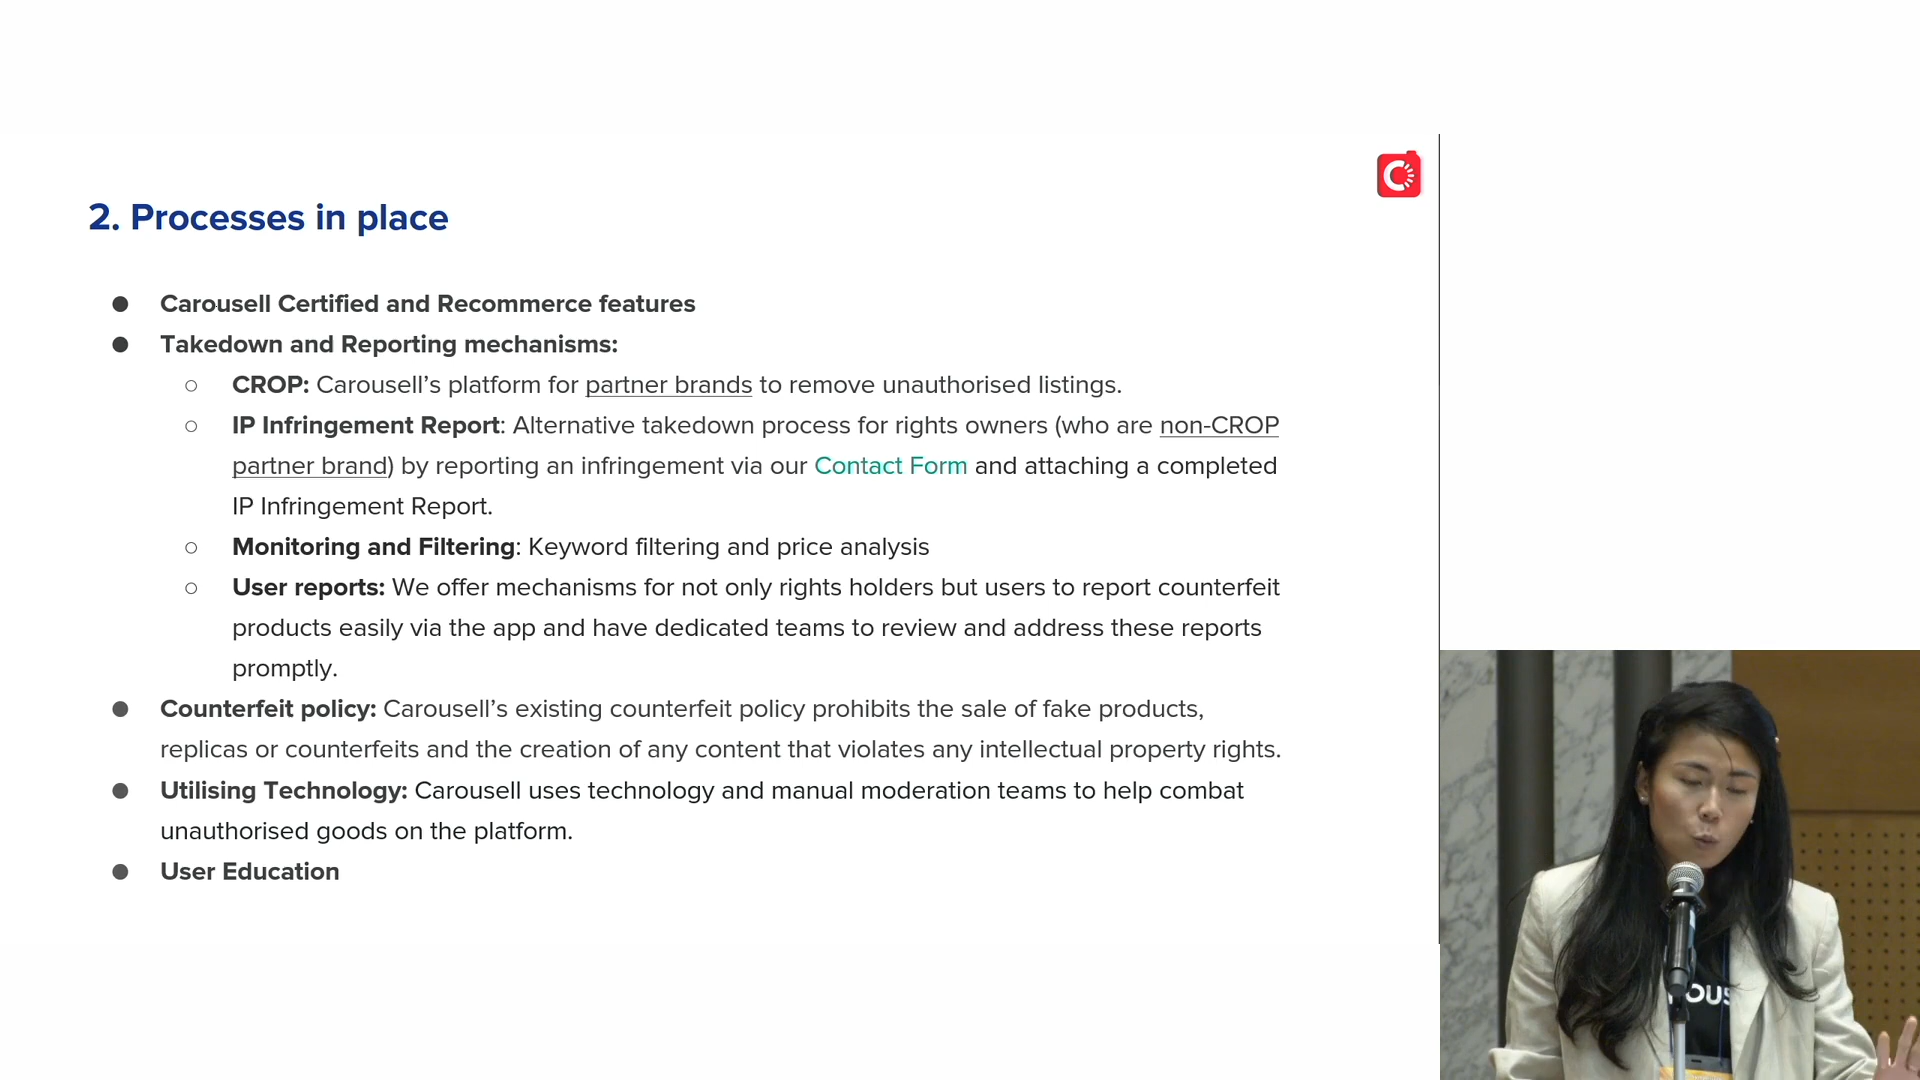 2. Processes in place
● Carousell Certified and Recommerce features
● Takedown and Reporting mechanisms:
○ CROP: Carousell’s platform for partner brands to remove unauthorised listings.
○ IP Infringement Report: Alternative takedown process for rights owners (who are non-CROP
partner brand) by reporting an infringement via our Contact Form and attaching a completed
IP Infringement Report.
○ Monitoring and Filtering: Keyword filtering and price analysis
○ User reports: We offer mechanisms for not only rights holders but users to report counterfeit
products easily via the app and have dedicated teams to review and address these reports
promptly.
● Counterfeit policy: Carousell’s existing counterfeit policy prohibits the sale of fake products,
replicas or counterfeits and the creation of any content that violates any intellectual property rights.
● Utilising Technology: Carousell uses technology and manual moderation teams to help combat
unauthorised goods on the platform.
● User Education
OUS